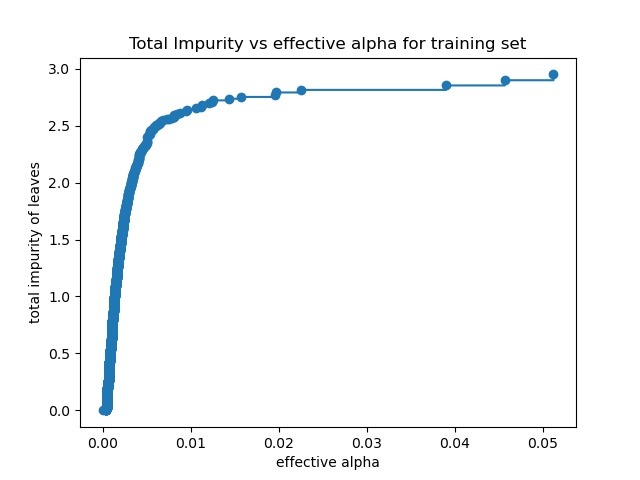 Total Impurity vs effective alpha for training set
3.0
2.5
2.0
1.5
1.0
0.5
0.0
total impurity of leaves
0.00 0.01 0.02 0.03 0.04 0.05
effective alpha